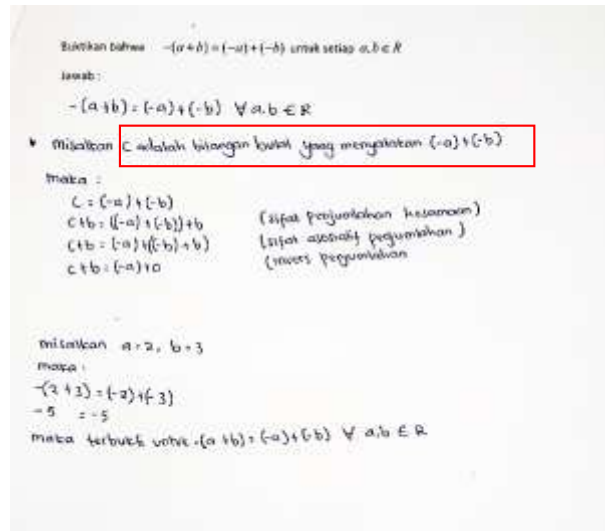 Buktikan bahwa -(a+b) = (-a)+(-b) untuk setiap a,b ∈ R
Jawab :
-(a+b) = (-a)+(-b) ∀ a.b ∈ R
misalkan C adalah bilangan bulat yang menyatakan (-a)+(-b)
maka :
C = (-a)+(-b)
c+b = ((-a)+(-b))+b (sifat penjumlahan kesamaan)
c+b = (-a)+((-b)+b) (sifat asosiatif penjumlahan)
c+b = (-a)+0 (invers penjumlahan
misalkan a=2, b=3
maka :
-(2+3) = (-2)+(-3)
-5 = -5
maka terbukti untuk -(a+b) = (-a)+(-b) ∀ a.b ∈ R